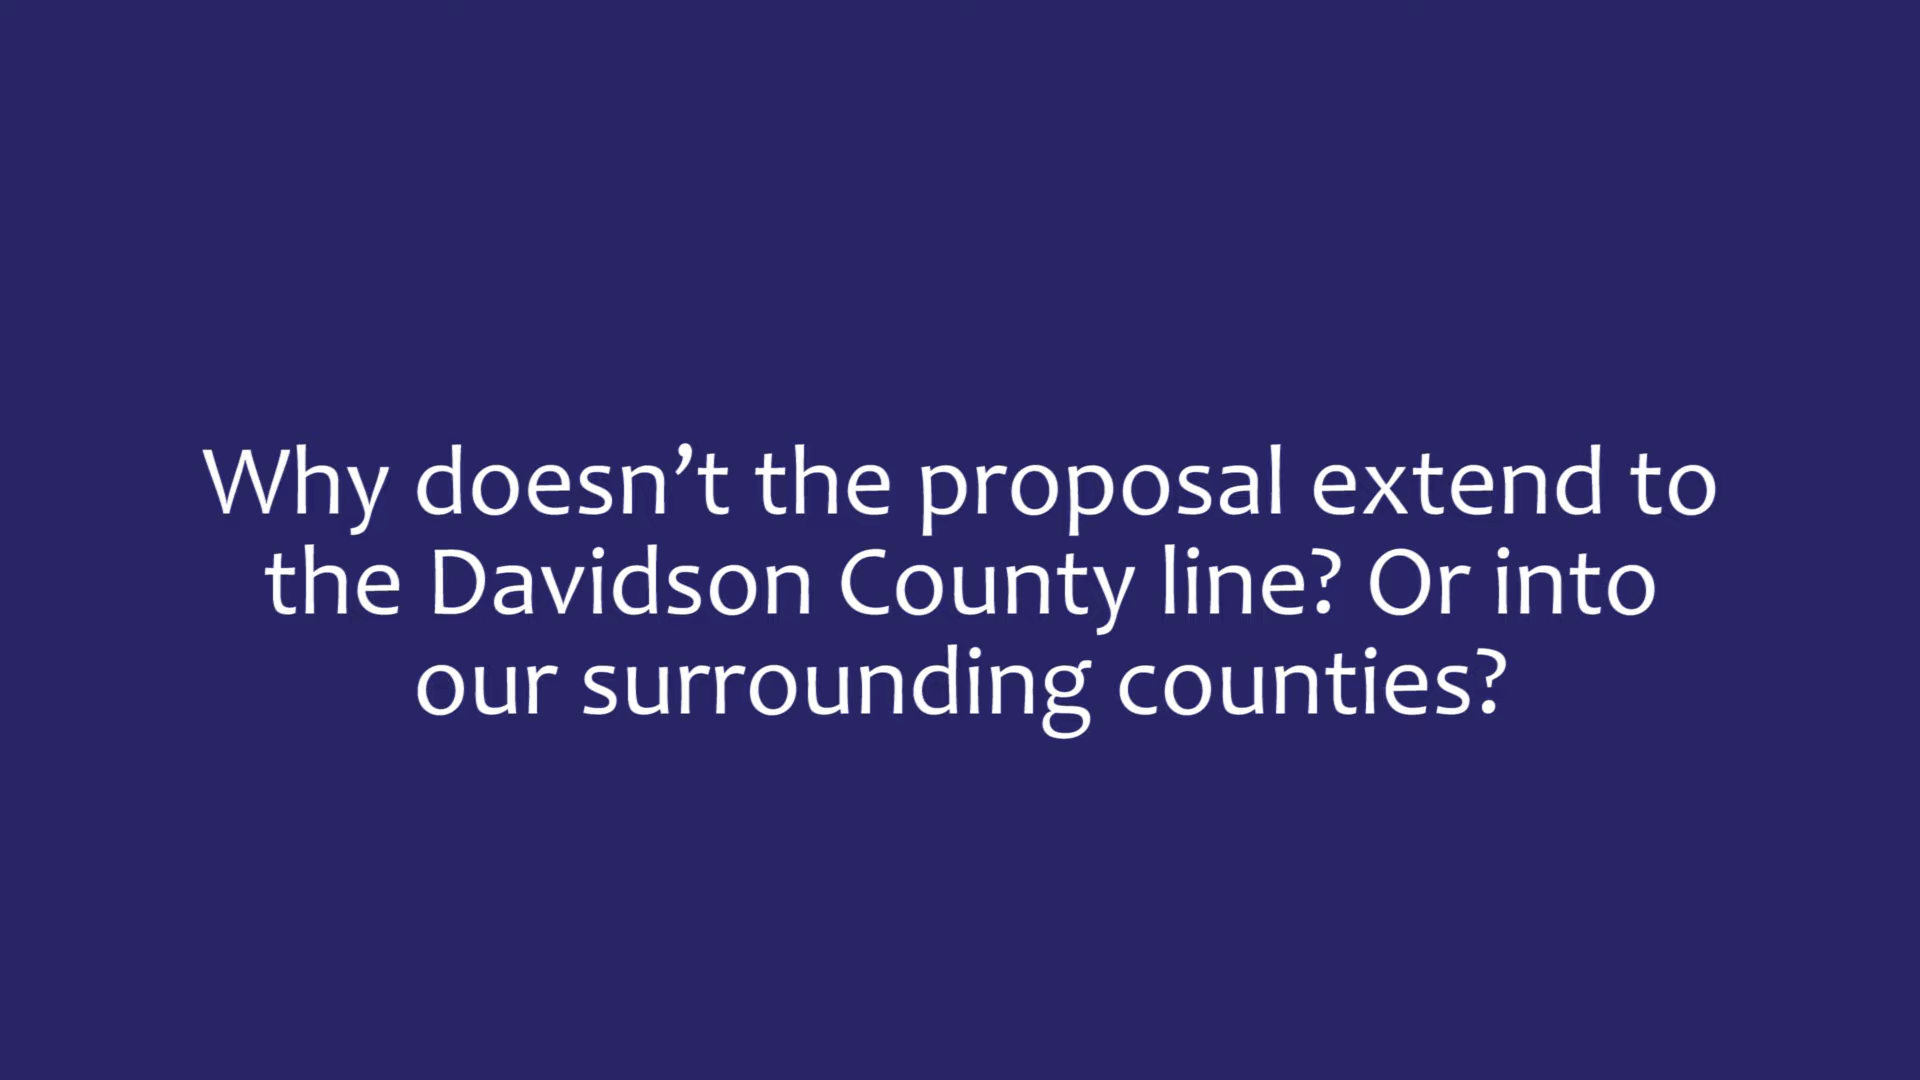 Why doesn’t the proposal extend to
the Davidson County line? Or into
our surrounding counties?